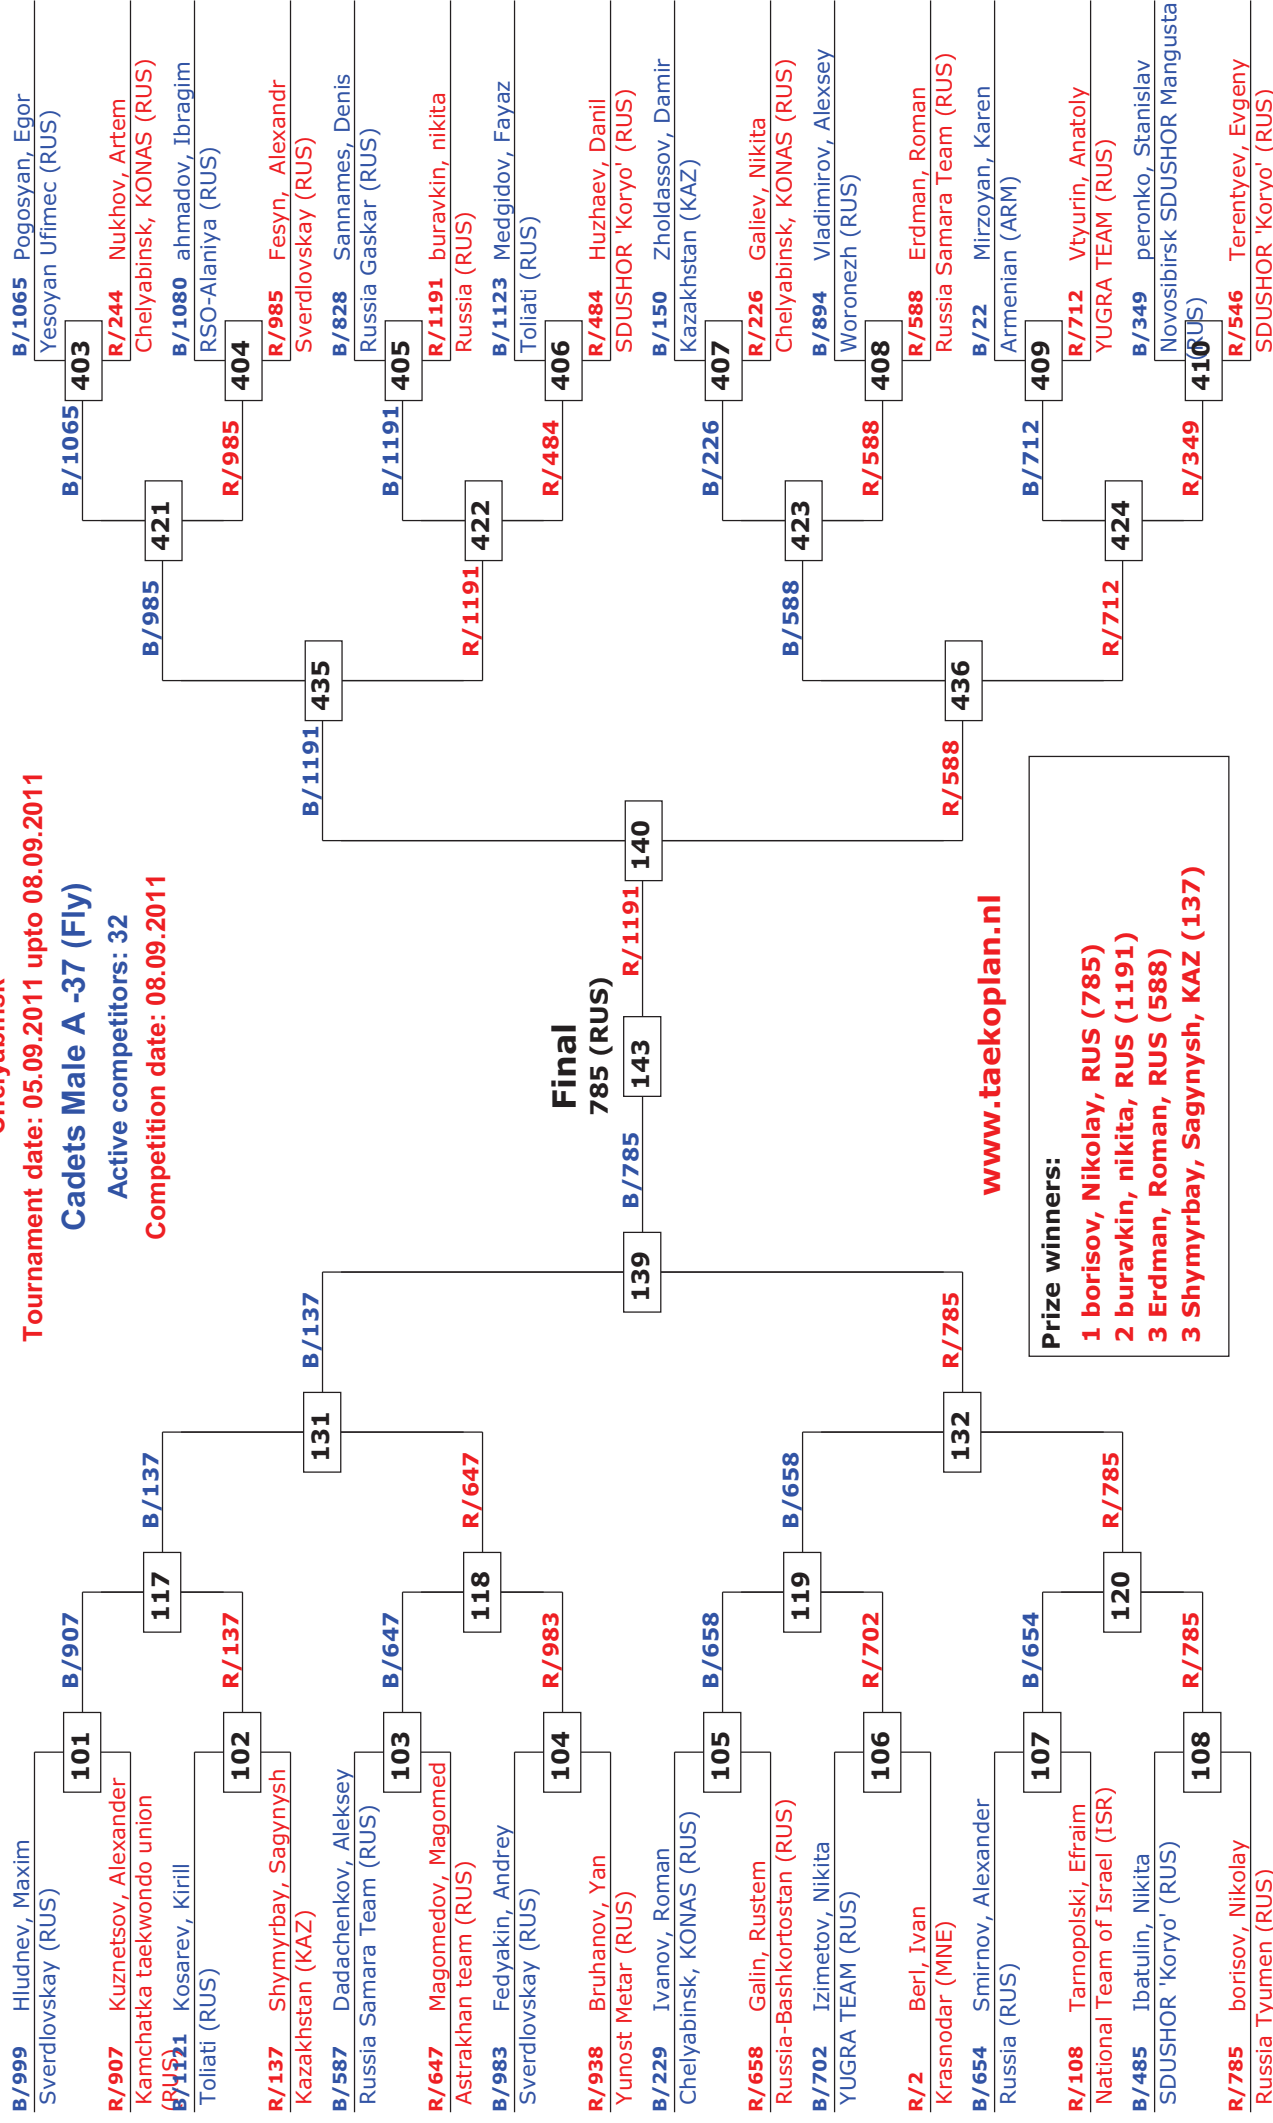 Chelyabinsk
Tournament date: 05.09.2011 upto 08.09.2011
Cadets Male A -37 (Fly)
Active competitors: 32
Competition date: 08.09.2011
B/999 Hludnev, Maxim
Sverdlovskay (RUS)
R/907 Kuznetsov, Alexander
Kamchatka taekwondo union
(RUS)
B/1121 Kosarev, Kirill
Toliati (RUS)
R/137 Shymyrbay, Sagynysh
Kazakhstan (KAZ)
B/587 Dadachenkov, Aleksey
Russia Samara Team (RUS)
R/647 Magomedov, Magomed
Astrakhan team (RUS)
B/983 Fedyakin, Andrey
Sverdlovskay (RUS)
R/938 Bruhanov, Yan
Yunost Metar (RUS)
B/229 Ivanov, Roman
Chelyabinsk, KONAS (RUS)
R/658 Galin, Rustem
Russia-Bashkortostan (RUS)
B/702 Izimetov, Nikita
YUGRA TEAM (RUS)
R/2 Berl, Ivan
Krasnodar (MNE)
B/654 Smirnov, Alexander
Russia (RUS)
R/108 Tarnopolski, Efraim
National Team of Israel (ISR)
B/485 Ibatulin, Nikita
SDUSHOR 'Koryo' (RUS)
R/785 borisov, Nikolay
Russia Tyumen (RUS)
101
102
103
104
105
106
107
108
B/907
R/137
B/647
R/983
B/658
R/702
B/654
R/785
117
118
119
120
B/137
R/647
B/658
R/785
131
132
B/137
R/785
139
B/785
Final
785 (RUS)
143
R/1191
140
B/1191
R/588
435
436
B/985
R/1191
B/588
R/712
421
422
423
424
B/1065
R/985
B/1191
R/484
B/226
R/588
B/712
R/349
403
404
405
406
407
408
409
410
B/1065 Pogosyan, Egor
Yesoyan Ufimec (RUS)
R/244 Nukhov, Artem
Chelyabinsk, KONAS (RUS)
B/1080 ahmadov, Ibragim
RSO-Alaniya (RUS)
R/985 Fesyn, Alexandr
Sverdlovskay (RUS)
B/828 Sannames, Denis
Russia Gaskar (RUS)
R/1191 buravkin, nikita
Russia (RUS)
B/1123 Medgidov, Fayaz
Toliati (RUS)
R/484 Huzhaev, Danil
SDUSHOR 'Koryo' (RUS)
B/150 Zholdassov, Damir
Kazakhstan (KAZ)
R/226 Galiev, Nikita
Chelyabinsk, KONAS (RUS)
B/894 Vladimirov, Alexsey
Woronezh (RUS)
R/588 Erdman, Roman
Russia Samara Team (RUS)
B/22 Mirzoyan, Karen
Armenian (ARM)
R/712 Vtyurin, Anatoly
YUGRA TEAM (RUS)
B/349 peronko, Stanislav
Novosibirsk SDUSHOR Mangusta
(RUS)
R/546 Terentyev, Evgeny
SDUSHOR 'Koryo' (RUS)
www.taekoplan.nl
Prize winners:
1 borisov, Nikolay, RUS (785)
2 buravkin, nikita, RUS (1191)
3 Erdman, Roman, RUS (588)
3 Shymyrbay, Sagynysh, KAZ (137)